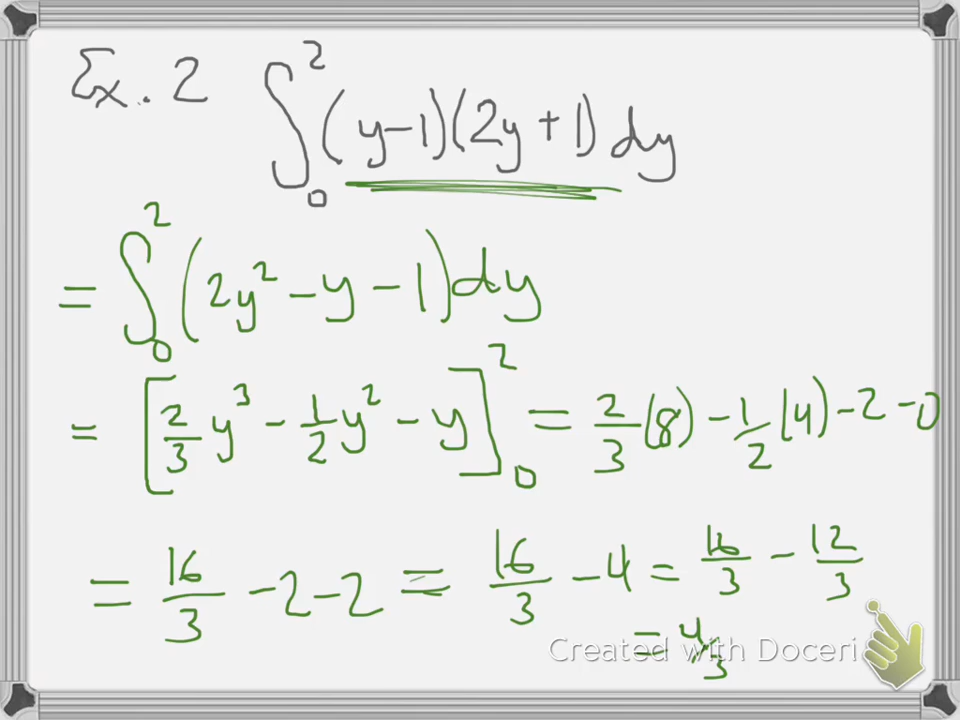 Ex. 2 ∫₀² (y-1)(2y+1) dy
= ∫₀² (2y² - y - 1) dy
= [2/3 y³ - 1/2 y² - y]₀² = 2/3 (8) - 1/2 (4) - 2 - 0
= 16/3 - 2 - 2 = 16/3 - 4 = 16/3 - 12/3
= 4/3
Created with Doceri